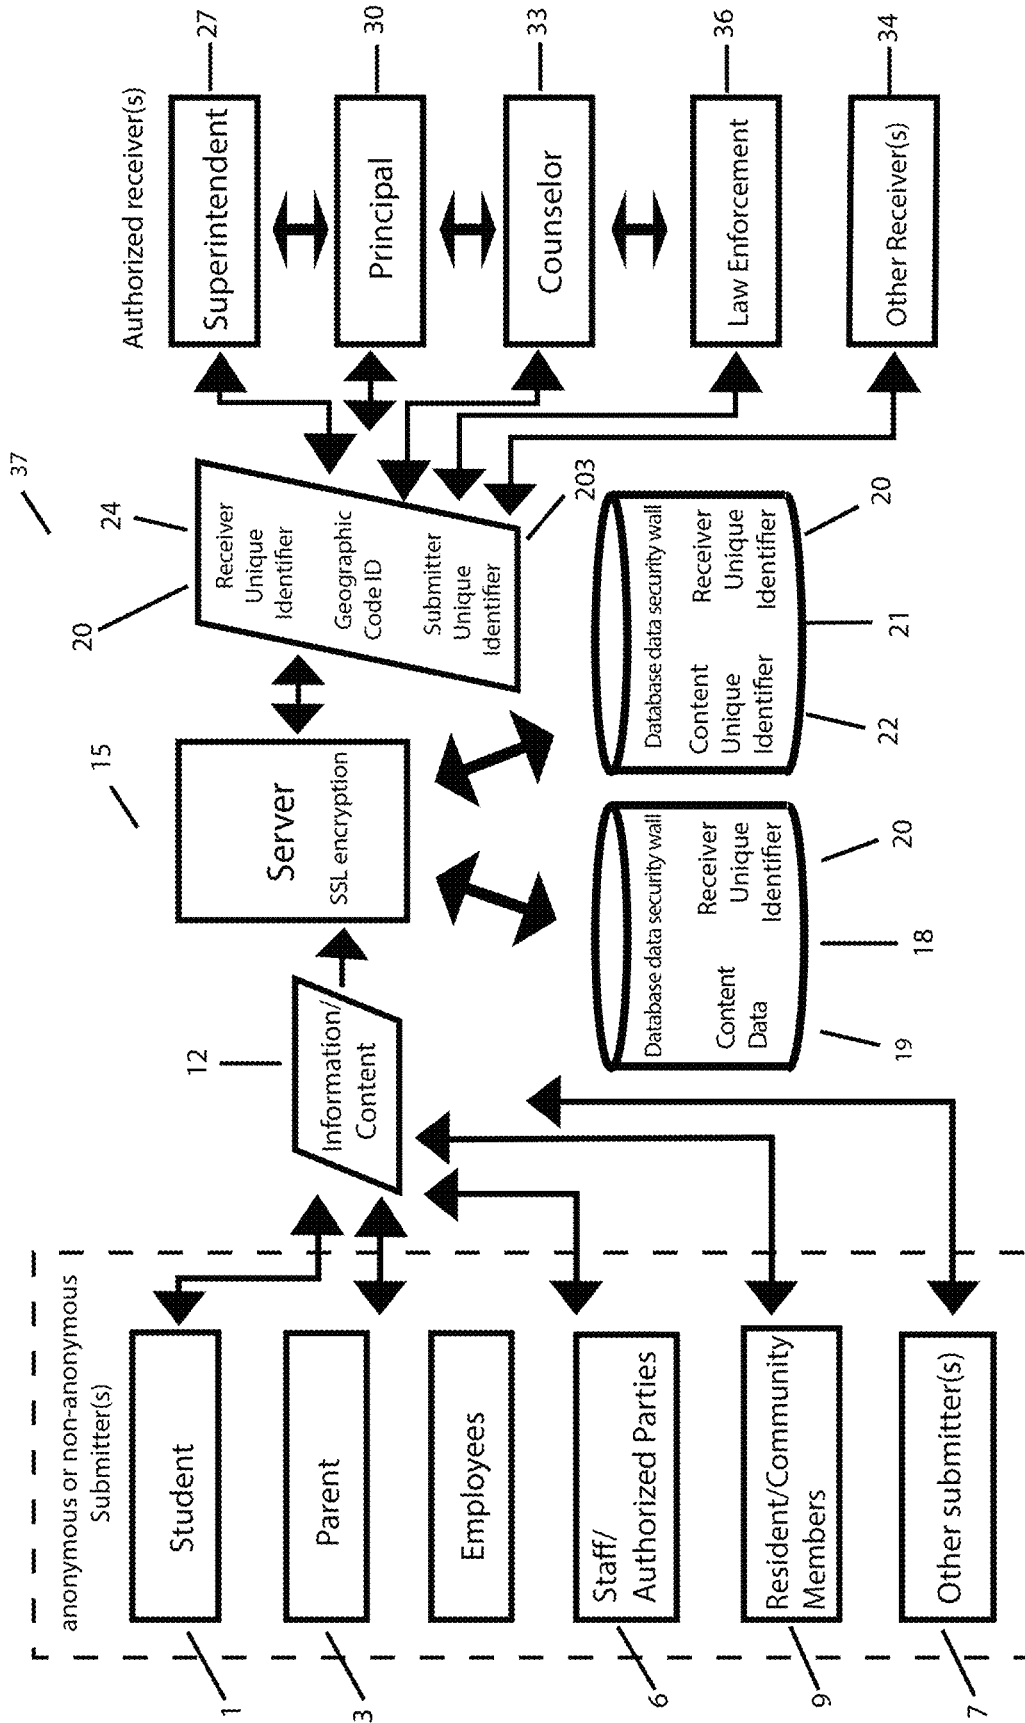 37
anonymous or non-anonymous
Submitter(s)
1
Student
3
Parent
Employees
6
Staff/
Authorized Parties
9
Resident/Community
Members
7
Other submitter(s)
12
Information/
Content
15
Server
SSL encryption
Database data security wall
Content
Data
Receiver
Unique
Identifier
19
18
20
Database data security wall
Content
Unique
Identifier
Receiver
Unique
Identifier
22
21
20
20
24
Receiver
Unique
Identifier
Geographic
Code ID
Submitter
Unique
Identifier
203
Authorized receiver(s)
Superintendent
27
Principal
30
Counselor
33
Law Enforcement
36
Other Receiver(s)
34